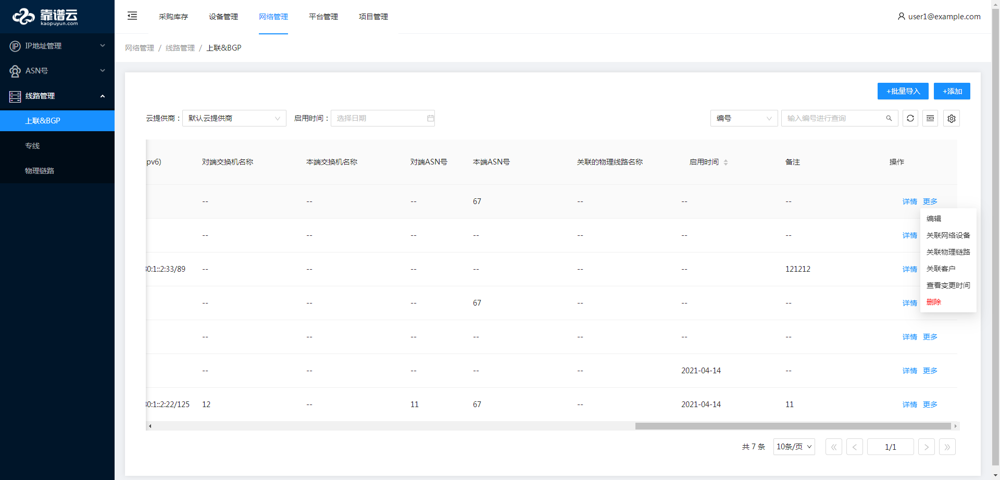 靠谱云
kaopuyun.com
采购库存 设备管理 网络管理 平台管理 项目管理
user1@example.com
IP地址管理
ASN号
线路管理
上联&BGP
专线
物理链路
网络管理 / 线路管理 / 上联&BGP
+批量导入 +添加
云提供商： 默认云提供商 启用时间： 选择日期 编号 输入编号进行查询
pv6) 对端交换机名称 本端交换机名称 对端ASN号 本端ASN号 关联的物理线路名称 启用时间 备注 操作
-- -- -- 67 -- -- -- 详情 更多
-- -- -- -- -- -- -- 详情
30:1::2:33/89 -- -- -- -- -- -- 121212 详情
-- -- -- 67 -- -- -- 详情
-- -- -- -- -- -- -- 详情 更多
-- -- -- -- -- 2021-04-14 -- 详情 更多
30:1::2:22/125 12 -- 11 67 -- 2021-04-14 11 详情 更多
编辑
关联网络设备
关联物理链路
关联客户
查看变更时间
删除
共 7 条 10条/页 1/1